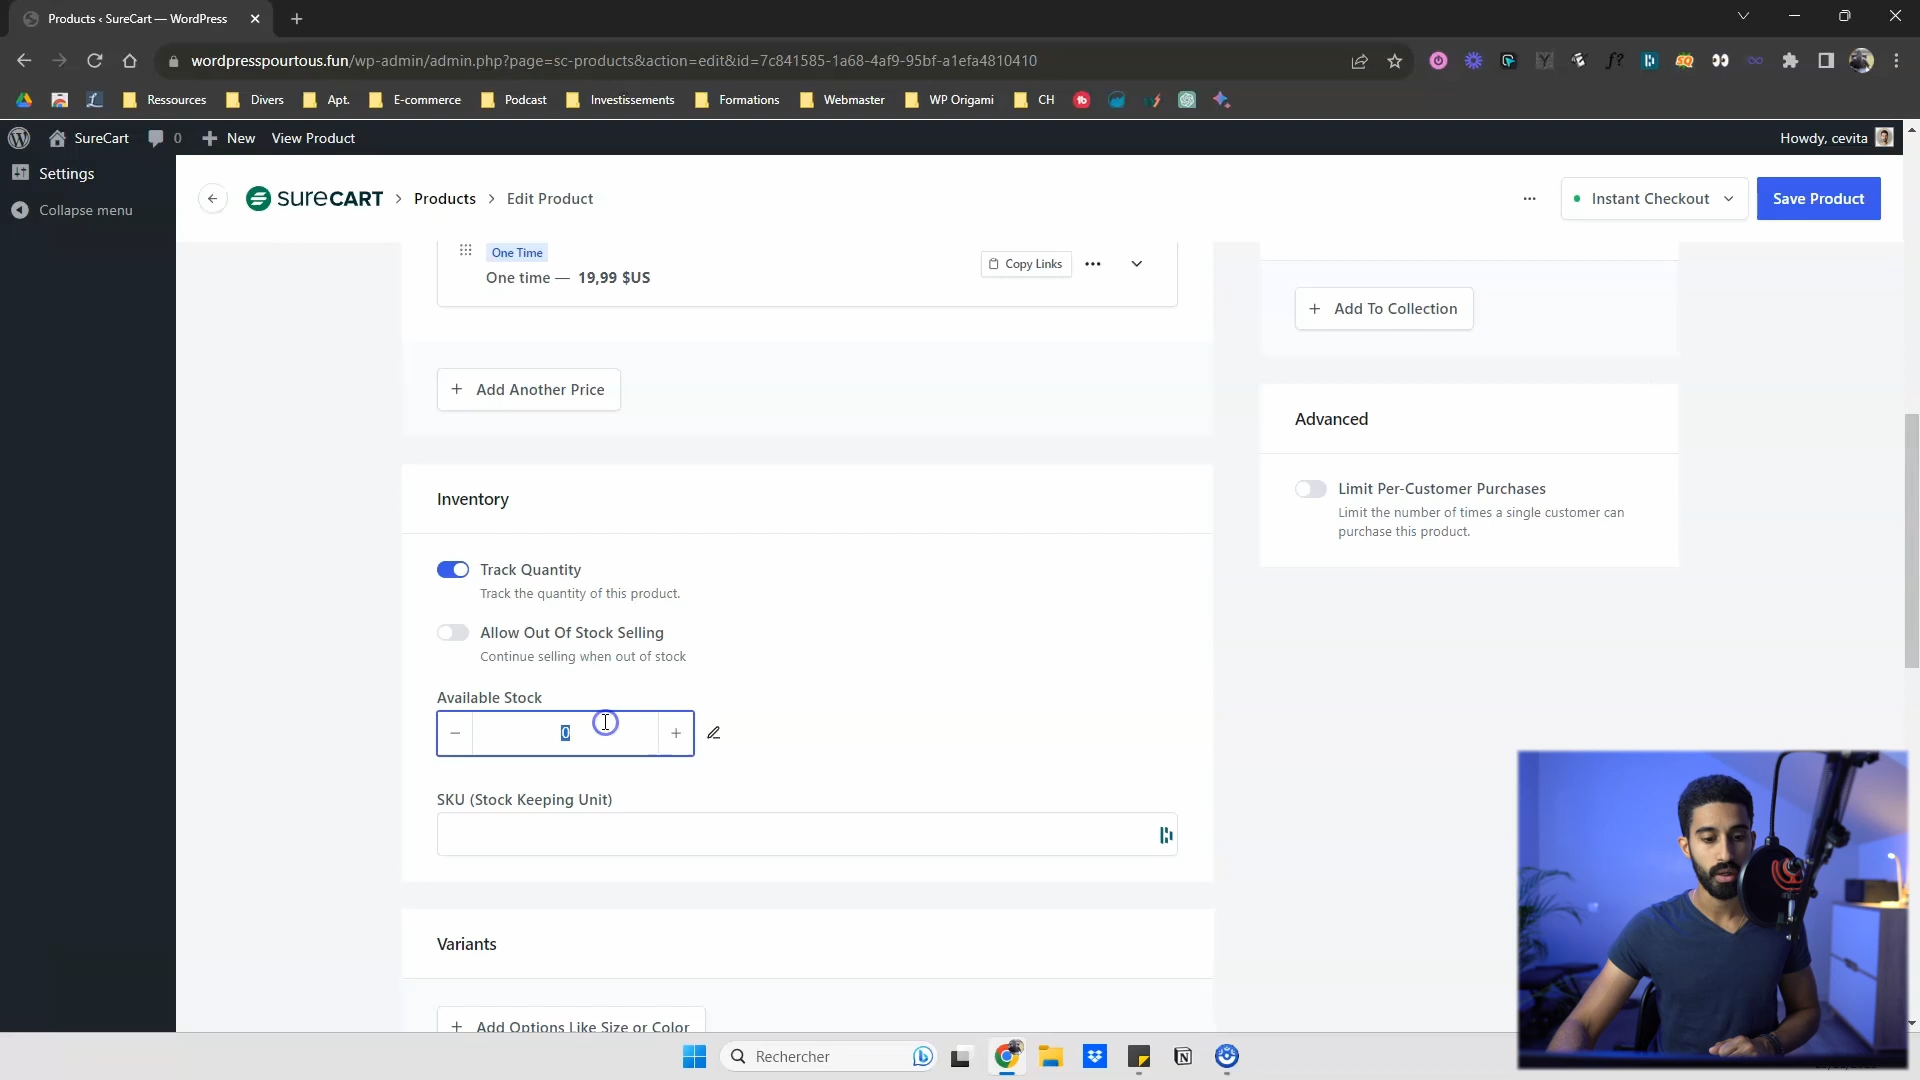 Products ‹ SureCart — WordPress
wordpresspourtous.fun/wp-admin/admin.php?page=sc-products&action=edit&id=7c841585-1a68-4af9-95bf-a1efa4810410
Ressources Divers Apt. E-commerce Podcast Investissements Formations Webmaster WP Origami CH
SureCart 0 New View Product Howdy, cevita
Settings
Collapse menu
SURECART > Products > Edit Product Instant Checkout Save Product
One Time
One time — 19,99 $US
Copy Links
Add To Collection
Add Another Price
Advanced
Limit Per-Customer Purchases
Limit the number of times a single customer can
purchase this product.
Inventory
Track Quantity
Track the quantity of this product.
Allow Out Of Stock Selling
Continue selling when out of stock
Available Stock
0
SKU (Stock Keeping Unit)
Variants
Add Options Like Size or Color
Rechercher